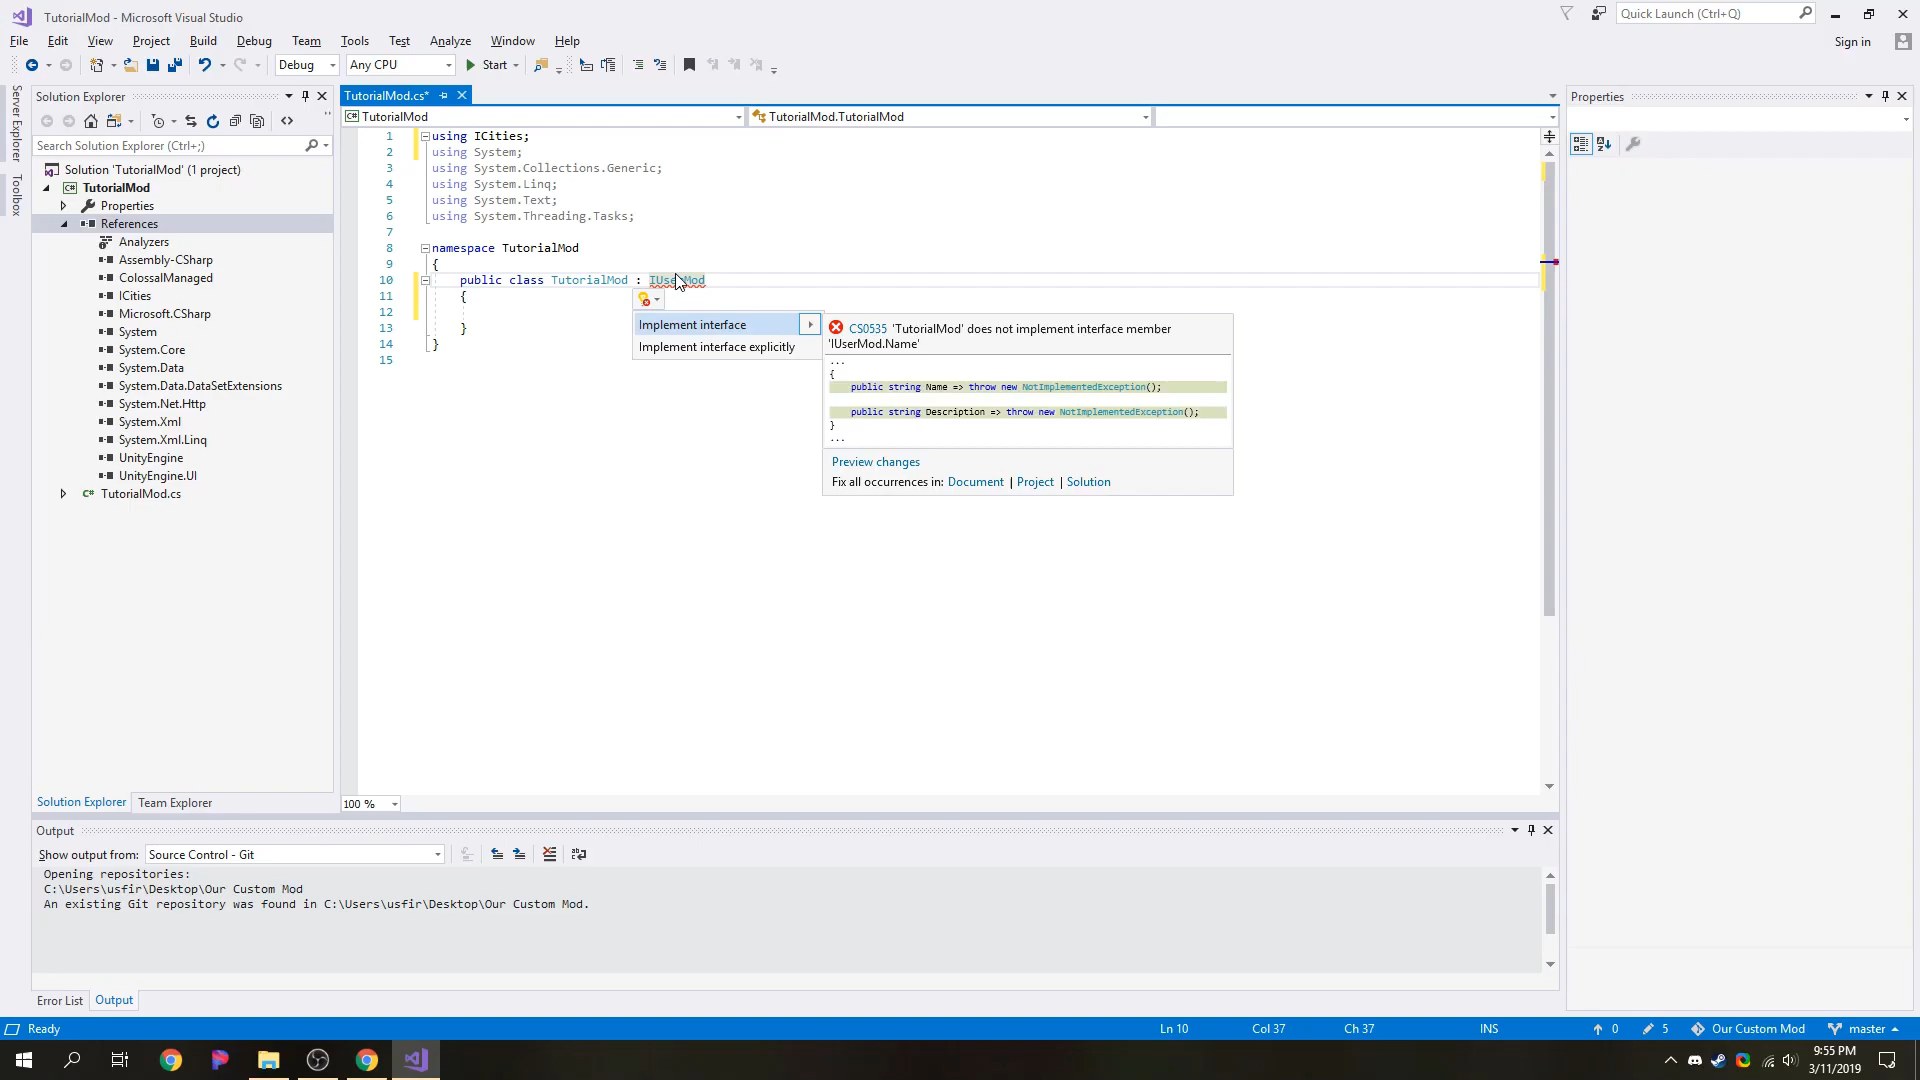 TutorialMod - Microsoft Visual Studio
Quick Launch (Ctrl+Q)
File Edit View Project Build Debug Team Tools Test Analyze Window Help
Sign in
Debug Any CPU Start
Server Explorer
Toolbox
Solution Explorer
Search Solution Explorer (Ctrl+;)
Solution 'TutorialMod' (1 project)
TutorialMod
Properties
References
Analyzers
Assembly-CSharp
ColossalManaged
ICities
Microsoft.CSharp
System
System.Core
System.Data
System.Data.DataSetExtensions
System.Net.Http
System.Xml
System.Xml.Linq
UnityEngine
UnityEngine.UI
TutorialMod.cs
Solution Explorer Team Explorer
TutorialMod.cs*
TutorialMod TutorialMod.TutorialMod
1 using ICities;
2 using System;
3 using System.Collections.Generic;
4 using System.Linq;
5 using System.Text;
6 using System.Threading.Tasks;
7
8 namespace TutorialMod
9 {
10 public class TutorialMod : IUserMod
11 {
12
13 }
14 }
15
Implement interface
Implement interface explicitly
CS0535 'TutorialMod' does not implement interface member
'IUserMod.Name'
...
{
public string Name => throw new NotImplementedException();
public string Description => throw new NotImplementedException();
}
...
Preview changes
Fix all occurrences in: Document | Project | Solution
100 %
Properties
Output
Show output from: Source Control - Git
Opening repositories:
C:\Users\usfir\Desktop\Our Custom Mod
An existing Git repository was found in C:\Users\usfir\Desktop\Our Custom Mod.
Error List Output
Ready Ln 10 Col 37 Ch 37 INS 0 5 Our Custom Mod master
9:55 PM
3/11/2019